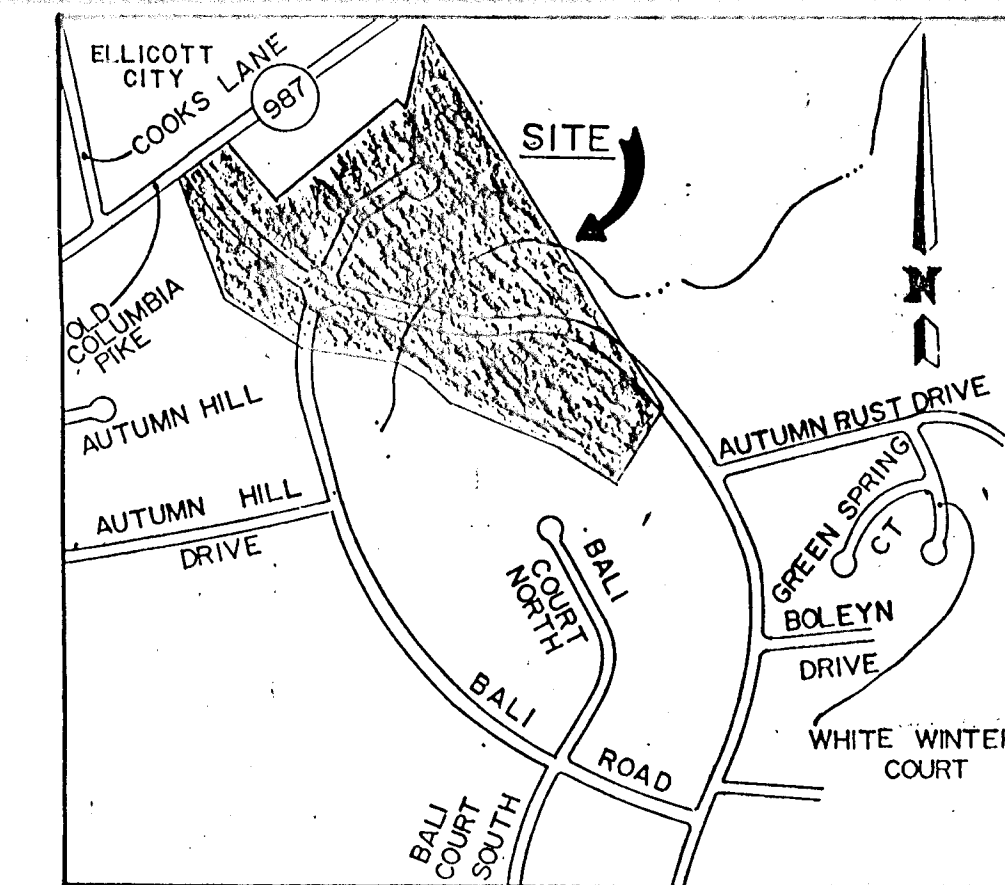 ELLICOTT
CITY
COOKS LANE
987
SITE
N
OLD
COLUMBIA
PIKE
AUTUMN HILL
AUTUMN RUST DRIVE
AUTUMN HILL
DRIVE
GREEN SPRING
CT
BALI
COURT
NORTH
BOLEYN
DRIVE
BALI
ROAD
WHITE WINTER
COURT
BALI
COURT
SOUTH